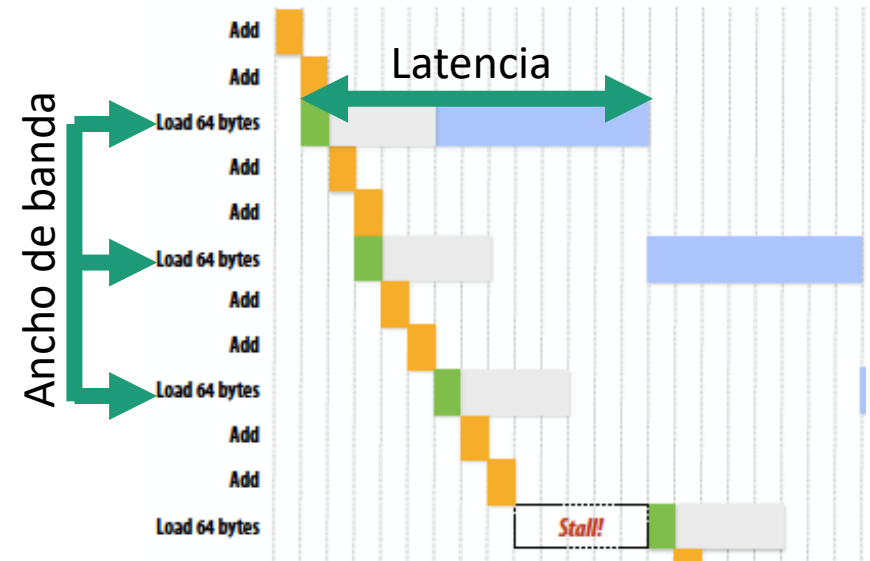 Add
Add
Latencia
Load 64 bytes
Add
Add
Load 64 bytes
Add
Add
Load 64 bytes
Add
Add
Load 64 bytes
Stall!
Ancho de banda